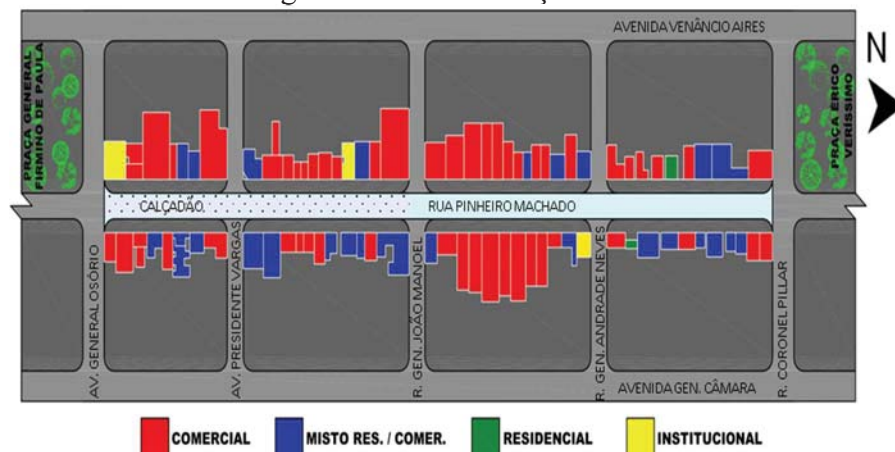 AVENIDA VENÂNCIO AIRES
N
PRAÇA GENERAL
FIRMINO DE PAULA
PRAÇA ÉRICO
VERÍSSIMO
CALÇADÃO
RUA PINHEIRO MACHADO
AV. GENERAL OSÓRIO
AV. PRESIDENTE VARGAS
R. GEN. JOÃO MANOEL
R. GEN. ANDRADE NEVES
R. CORONEL PILLAR
AVENIDA GEN. CÂMARA
COMERCIAL
MISTO RES. / COMER.
RESIDENCIAL
INSTITUCIONAL